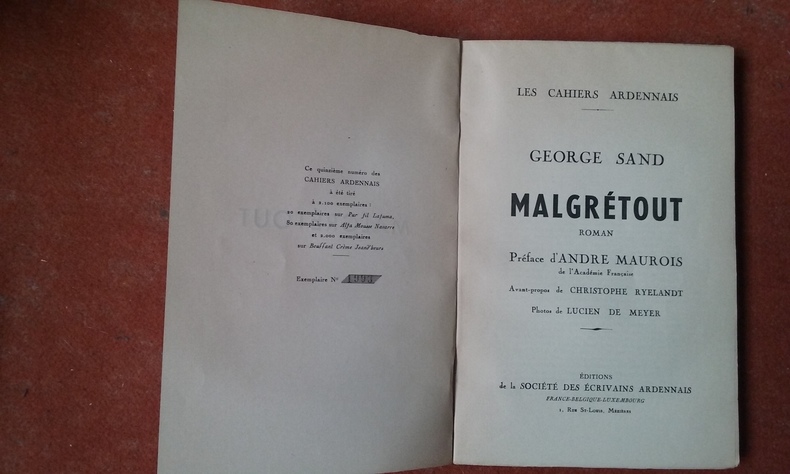 Ce quinzième numéro des
CAHIERS ARDENNAIS
a été tiré
à 2.100 exemplaires :
20 exemplaires sur Pur fil Lafuma,
80 exemplaires sur Alfa Mousse Navarre
et 2.000 exemplaires
sur Bouffant Crème Jeand'heurs
Exemplaire N°
LES CAHIERS ARDENNAIS
GEORGE SAND
MALGRÉTOUT
ROMAN
Préface d'ANDRE MAUROIS
de l'Académie Française
Avant-propos de CHRISTOPHE RYELANDT
Photos de LUCIEN DE MEYER
ÉDITIONS
de la SOCIÉTÉ DES ÉCRIVAINS ARDENNAIS
FRANCE-BELGIQUE-LUXEMBOURG
1, Rue St-Louis, Mézières